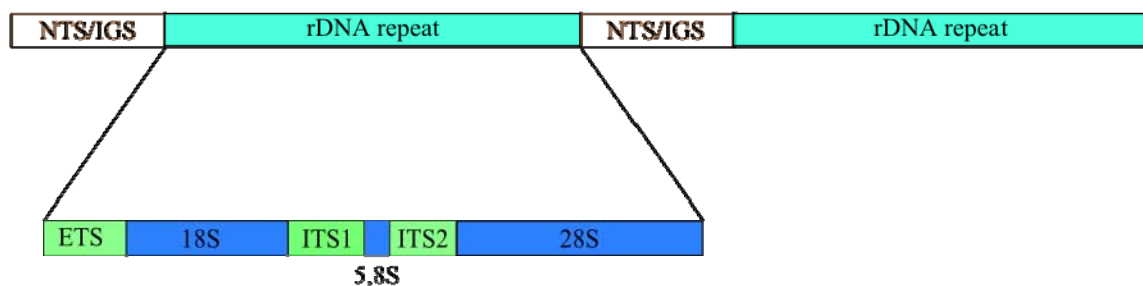 NTS/IGS rDNA repeat NTS/IGS rDNA repeat
ETS 18S ITS1 ITS2 28S
5,8S